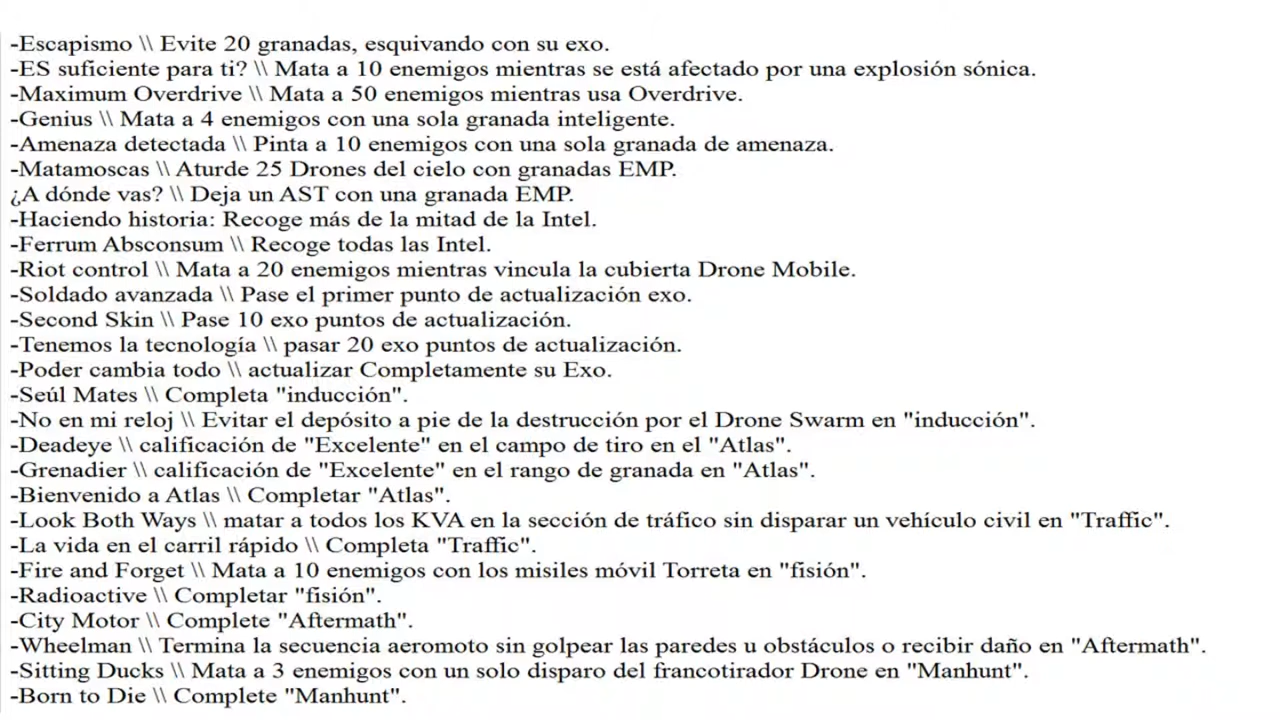 -Escapismo \\ Evite 20 granadas, esquivando con su exo.
-ES suficiente para ti? \\ Mata a 10 enemigos mientras se está afectado por una explosión sónica.
-Maximum Overdrive \\ Mata a 50 enemigos mientras usa Overdrive.
-Genius \\ Mata a 4 enemigos con una sola granada inteligente.
-Amenaza detectada \\ Pinta a 10 enemigos con una sola granada de amenaza.
-Matamoscas \\ Aturde 25 Drones del cielo con granadas EMP.
¿A dónde vas? \\ Deja un AST con una granada EMP.
-Haciendo historia: Recoge más de la mitad de la Intel.
-Ferrum Absconsum \\ Recoge todas las Intel.
-Riot control \\ Mata a 20 enemigos mientras vincula la cubierta Drone Mobile.
-Soldado avanzada \\ Pase el primer punto de actualización exo.
-Second Skin \\ Pase 10 exo puntos de actualización.
-Tenemos la tecnología \\ pasar 20 exo puntos de actualización.
-Poder cambia todo \\ actualizar Completamente su Exo.
-Seúl Mates \\ Completa "inducción".
-No en mi reloj \\ Evitar el depósito a pie de la destrucción por el Drone Swarm en "inducción".
-Deadeye \\ calificación de "Excelente" en el campo de tiro en el "Atlas".
-Grenadier \\ calificación de "Excelente" en el rango de granada en "Atlas".
-Bienvenido a Atlas \\ Completar "Atlas".
-Look Both Ways \\ matar a todos los KVA en la sección de tráfico sin disparar un vehículo civil en "Traffic".
-La vida en el carril rápido \\ Completa "Traffic".
-Fire and Forget \\ Mata a 10 enemigos con los misiles móvil Torreta en "fisión".
-Radioactive \\ Completar "fisión".
-City Motor \\ Complete "Aftermath".
-Wheelman \\ Termina la secuencia aeromoto sin golpear las paredes u obstáculos o recibir daño en "Aftermath".
-Sitting Ducks \\ Mata a 3 enemigos con un solo disparo del francotirador Drone en "Manhunt".
-Born to Die \\ Complete "Manhunt".